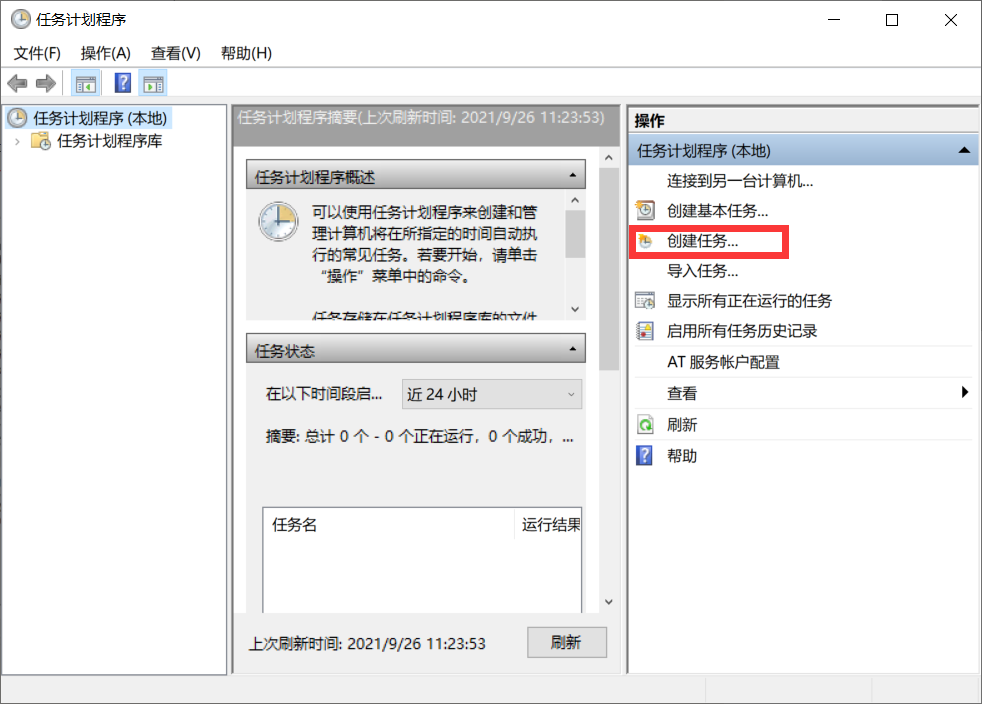 任务计划程序
文件(F) 操作(A) 查看(V) 帮助(H)
任务计划程序 (本地)
任务计划程序库
任务计划程序摘要(上次刷新时间: 2021/9/26 11:23:53)
任务计划程序概述
可以使用任务计划程序来创建和管
理计算机将在所指定的时间自动执
行的常见任务。若要开始，请单击
“操作”菜单中的命令。
任务存储在任务计划程序库的文件
任务状态
在以下时间段启... 近 24 小时
摘要: 总计 0 个 - 0 个正在运行，0 个成功，...
任务名 运行结果
上次刷新时间: 2021/9/26 11:23:53 刷新
操作
任务计划程序 (本地)
连接到另一台计算机...
创建基本任务...
创建任务...
导入任务...
显示所有正在运行的任务
启用所有任务历史记录
AT 服务帐户配置
查看
刷新
帮助